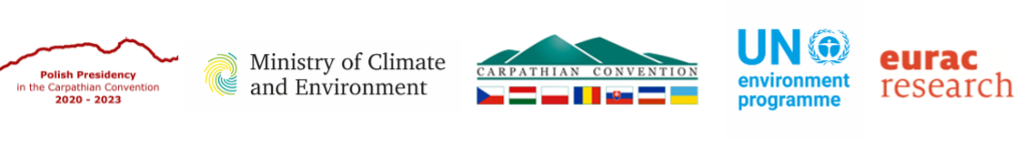 Polish Presidency
in the Carpathian Convention
2020 - 2023
Ministry of Climate
and Environment
CARPATHIAN CONVENTION
UN
environment
programme
eurac
research